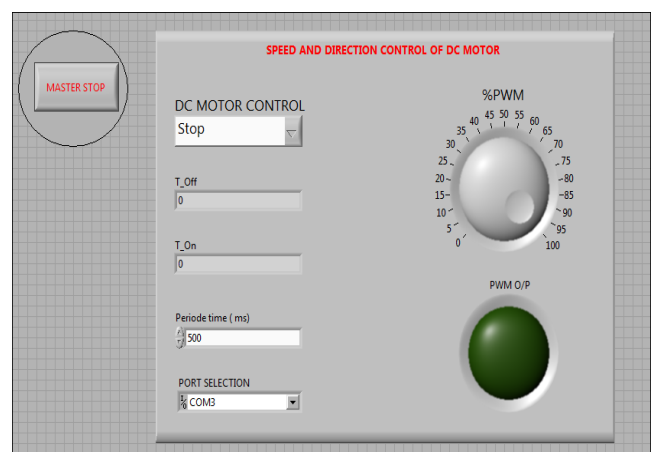 SPEED AND DIRECTION CONTROL OF DC MOTOR
MASTER STOP
DC MOTOR CONTROL
Stop
T_Off
0
T_On
0
Periode time ( ms)
500
PORT SELECTION
COM3
%PWM
0
5
10
15
20
25
30
35
40
45
50
55
60
65
70
75
80
85
90
95
100
PWM O/P